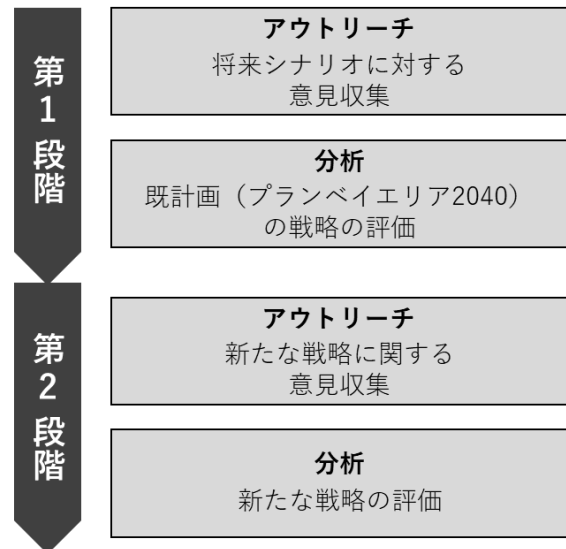 第1段階
アウトリーチ
将来シナリオに対する
意見収集
分析
既計画（プランベイエリア2040）
の戦略の評価
第2段階
アウトリーチ
新たな戦略に関する
意見収集
分析
新たな戦略の評価